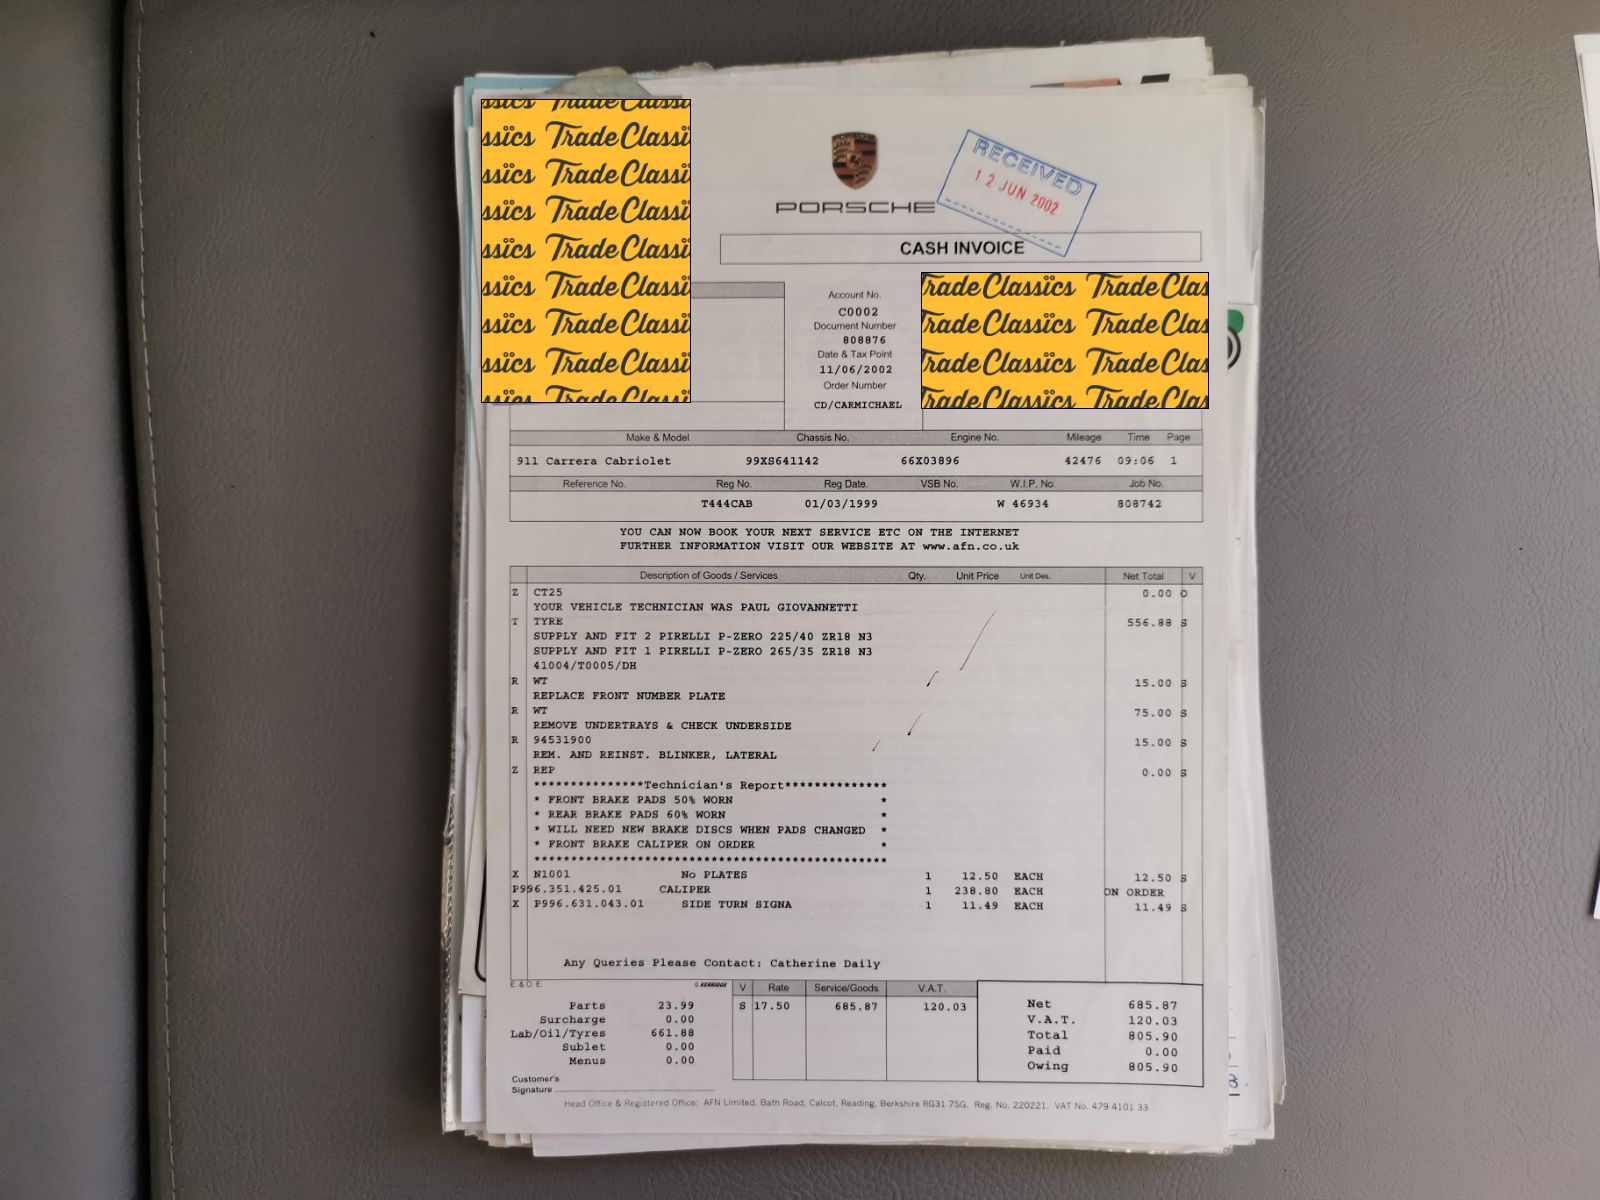 PORSCHE
RECEIVED
12 JUN 2002
CASH INVOICE
Trade Classics
Trade Classics
Account No.
C0002
Document Number
808876
Date & Tax Point
11/06/2002
Order Number
CD/CARMICHAEL
Make & Model Chassis No. Engine No. Mileage Time Page
911 Carrera Cabriolet 99XS641142 66X03896 42476 09:06 1
Reference No. Reg No. Reg Date. VSB No. W.I.P. No. Job No.
T444CAB 01/03/1999 W 46934 808742
YOU CAN NOW BOOK YOUR NEXT SERVICE ETC ON THE INTERNET
FURTHER INFORMATION VISIT OUR WEBSITE AT www.afn.co.uk
Description of Goods / Services Qty. Unit Price Unit Des. Net Total V
Z CT25 0.00 O
YOUR VEHICLE TECHNICIAN WAS PAUL GIOVANNETTI
T TYRE 556.88 S
SUPPLY AND FIT 2 PIRELLI P-ZERO 225/40 ZR18 N3
SUPPLY AND FIT 1 PIRELLI P-ZERO 265/35 ZR18 N3
41004/T0005/DH
R WT 15.00 S
REPLACE FRONT NUMBER PLATE
R WT 75.00 S
REMOVE UNDERTRAYS & CHECK UNDERSIDE
R 94531900 15.00 S
REM. AND REINST. BLINKER, LATERAL
Z REP 0.00 S
***************Technician's Report**************
* FRONT BRAKE PADS 50% WORN *
* REAR BRAKE PADS 60% WORN *
* WILL NEED NEW BRAKE DISCS WHEN PADS CHANGED *
* FRONT BRAKE CALIPER ON ORDER *
************************************************
X N1001 No PLATES 1 12.50 EACH 12.50 S
P996.351.425.01 CALIPER 1 238.80 EACH ON ORDER
X P996.631.043.01 SIDE TURN SIGNA 1 11.49 EACH 11.49 S
Any Queries Please Contact: Catherine Daily
E. & O. E. © KERRIDGE V Rate Service/Goods V.A.T.
Parts 23.99 S 17.50 685.87 120.03 Net 685.87
Surcharge 0.00 V.A.T. 120.03
Lab/Oil/Tyres 661.88 Total 805.90
Sublet 0.00 Paid 0.00
Menus 0.00 Owing 805.90
Customer's
Signature
Head Office & Registered Office: AFN Limited. Bath Road, Calcot, Reading, Berkshire RG31 7SG. Reg. No. 220221. VAT No. 479 4101 33